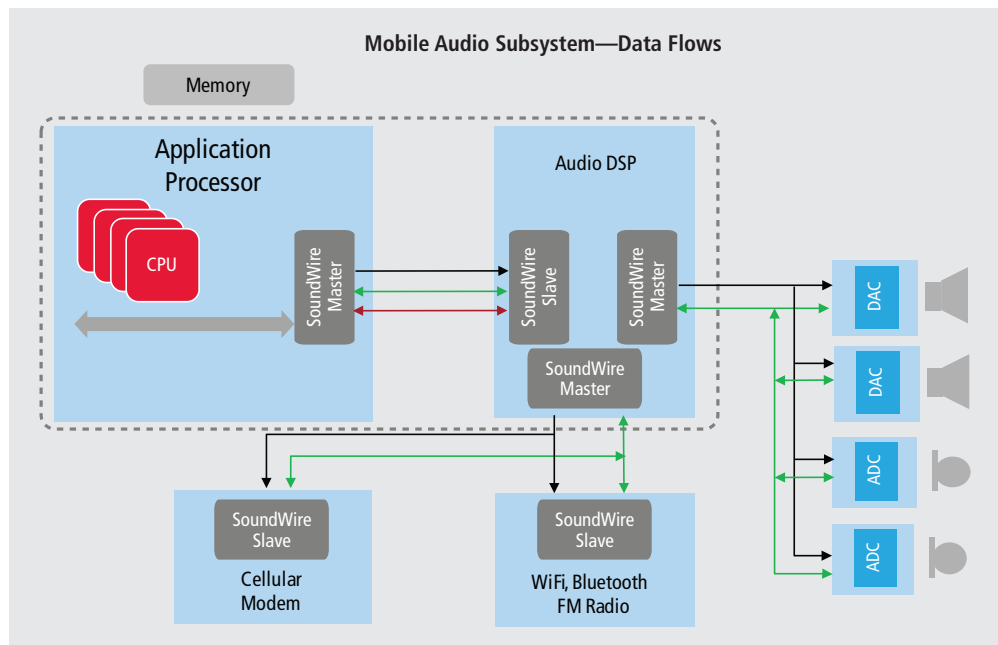 Mobile Audio Subsystem—Data Flows
Memory
Application
Processor
CPU
SoundWire
Master
Audio DSP
SoundWire
Slave
SoundWire
Master
SoundWire
Master
DAC
DAC
ADC
ADC
SoundWire
Slave
Cellular
Modem
SoundWire
Slave
WiFi, Bluetooth
FM Radio